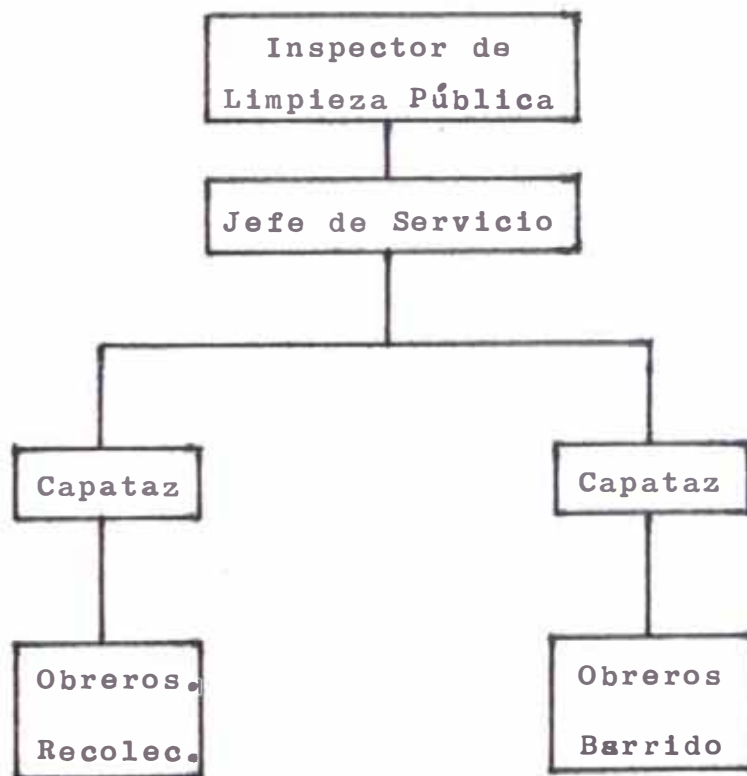 Inspector de
Limpieza Pública
Jefe de Servicio
Capataz
Capataz
Obreros.
Recolec.
Obreros
Barrido